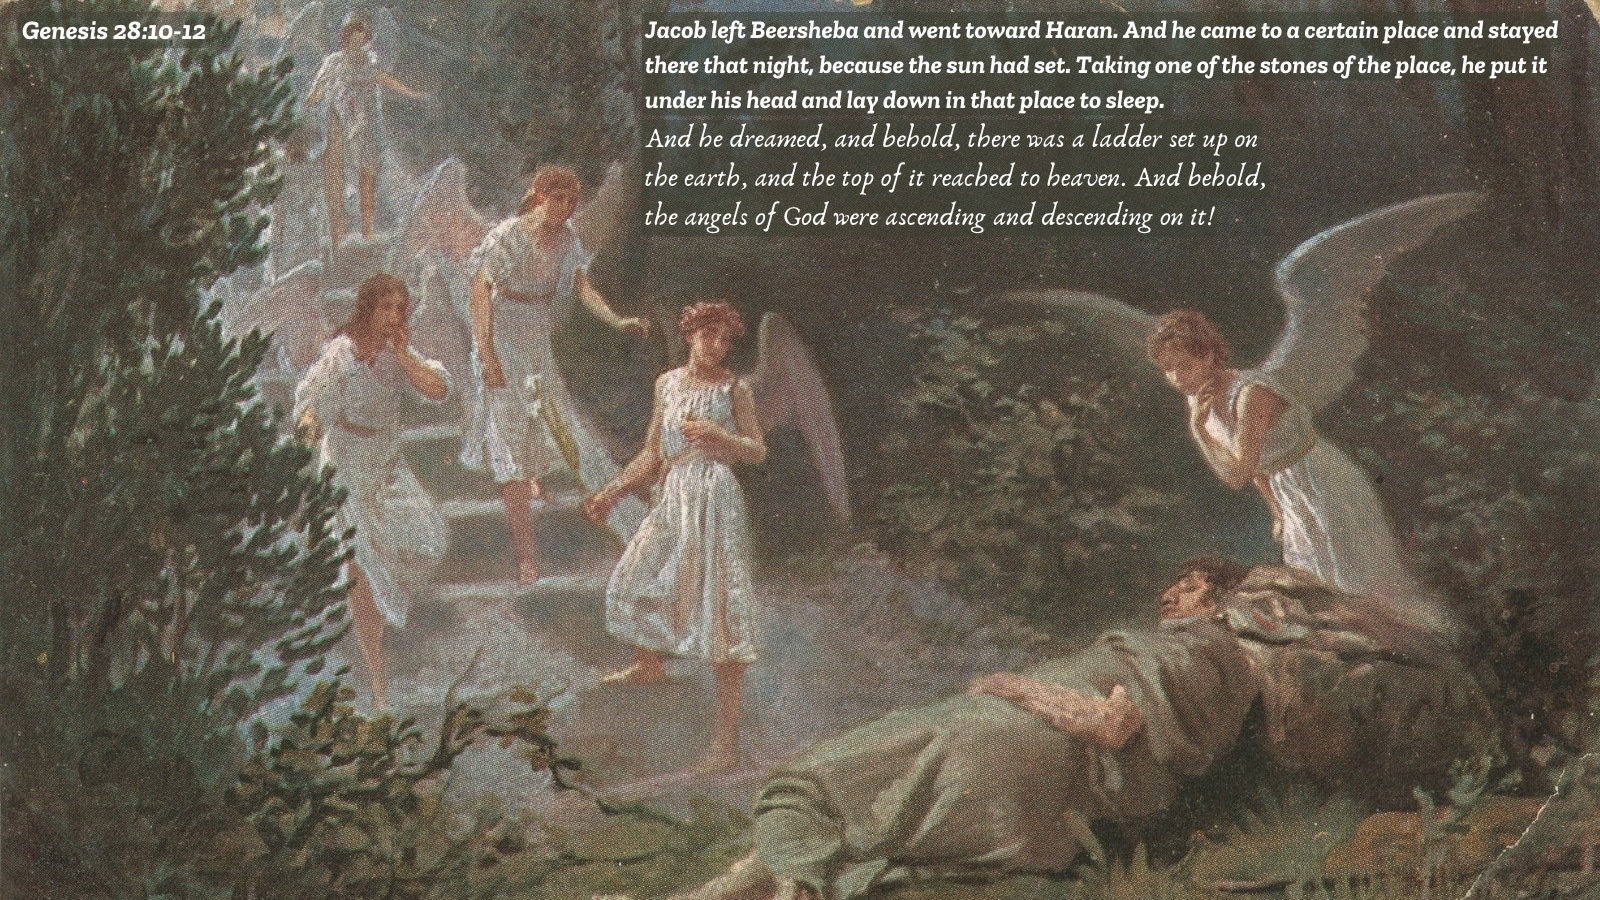 Genesis 28:10-12
Jacob left Beersheba and went toward Haran. And he came to a certain place and stayed
there that night, because the sun had set. Taking one of the stones of the place, he put it
under his head and lay down in that place to sleep.
And he dreamed, and behold, there was a ladder set up on
the earth, and the top of it reached to heaven. And behold,
the angels of God were ascending and descending on it!